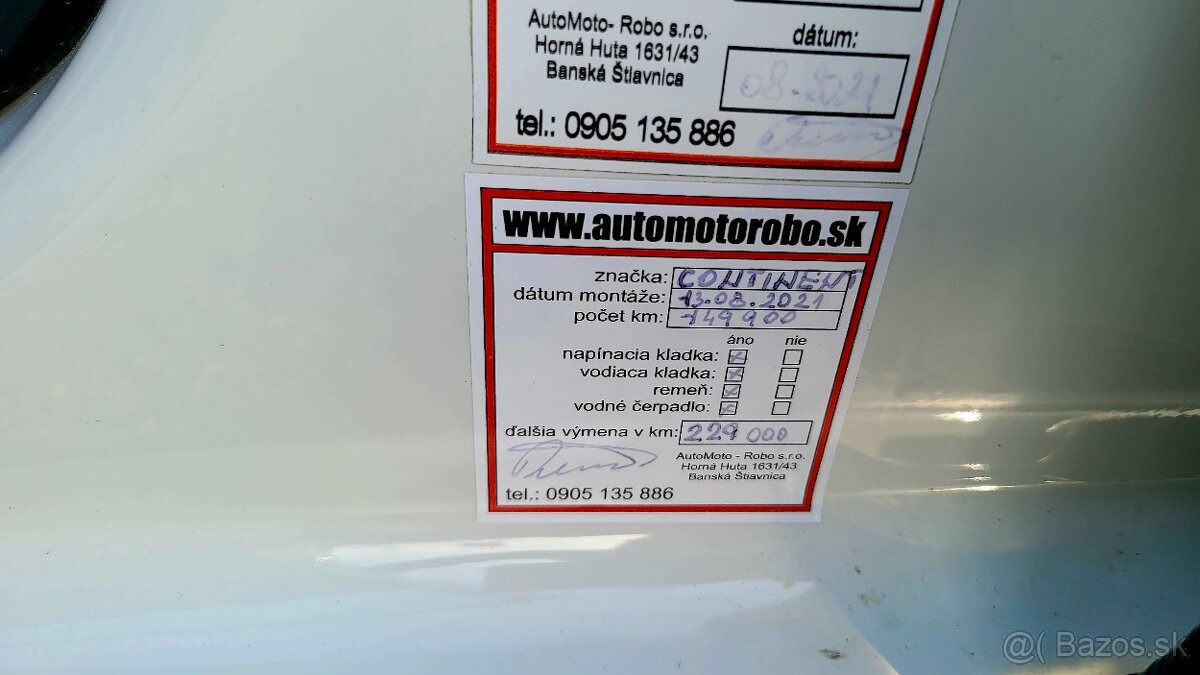 AutoMoto- Robo s.r.o.
Horná Huta 1631/43
Banská Štiavnica
dátum:
08.2021
tel.: 0905 135 886
www.automotorobo.sk
značka: CONTINENT
dátum montáže: 13.08.2021
počet km: 149900
áno nie
napínacia kladka:
vodiaca kladka:
remeň:
vodné čerpadlo:
ďalšia výmena v km: 229 000
AutoMoto - Robo s.r.o.
Horná Huta 1631/43
Banská Štiavnica
tel.: 0905 135 886
@( Bazos.sk